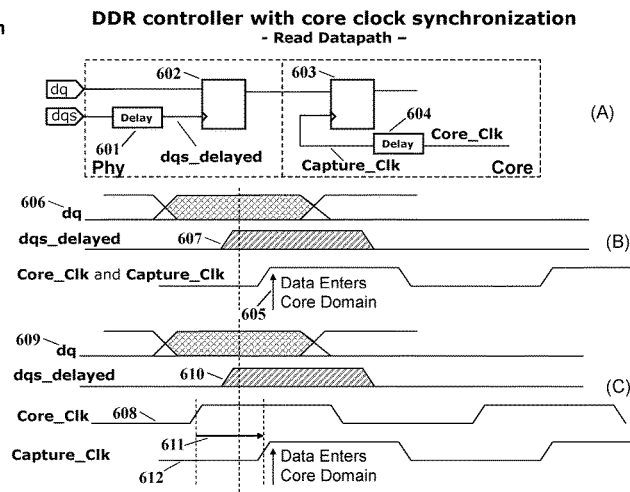 n
DDR controller with core clock synchronization
- Read Datapath –
602
603
dq
604
dqs
Delay
Delay
Core_Clk
(A)
601
Phy
dqs_delayed
Capture_Clk
Core
606
dq
dqs_delayed
607
(B)
Core_Clk and Capture_Clk
605
Data Enters
Core Domain
609
dq
dqs_delayed
610
(C)
Core_Clk
608
611
Capture_Clk
612
Data Enters
Core Domain